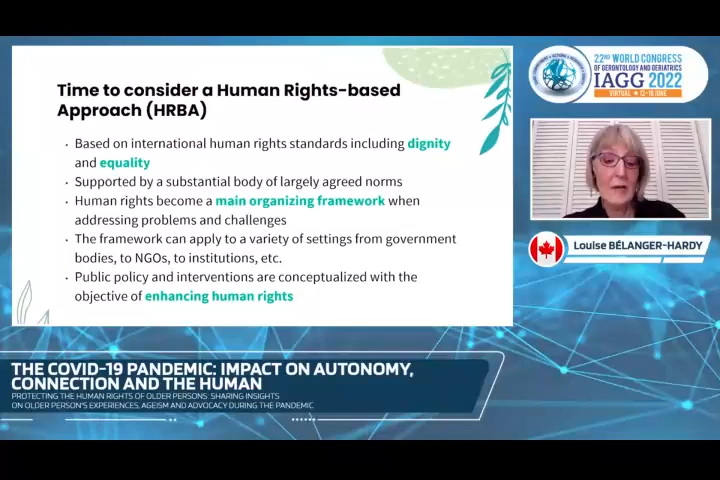 Time to consider a Human Rights-based
Approach (HRBA)
· Based on international human rights standards including dignity
and equality
· Supported by a substantial body of largely agreed norms
· Human rights become a main organizing framework when
addressing problems and challenges
· The framework can apply to a variety of settings from government
bodies, to NGOs, to institutions, etc.
· Public policy and interventions are conceptualized with the
objective of enhancing human rights
22ND WORLD CONGRESS
OF GERONTOLOGY AND GERIATRICS
IAGG 2022
VIRTUAL • 12-16 JUNE
Louise BÉLANGER-HARDY
THE COVID-19 PANDEMIC: IMPACT ON AUTONOMY,
CONNECTION AND THE HUMAN
PROTECTING THE HUMAN RIGHTS OF OLDER PERSONS: SHARING INSIGHTS
ON OLDER PERSON'S EXPERIENCES, AGEISM AND ADVOCACY DURING THE PANDEMIC